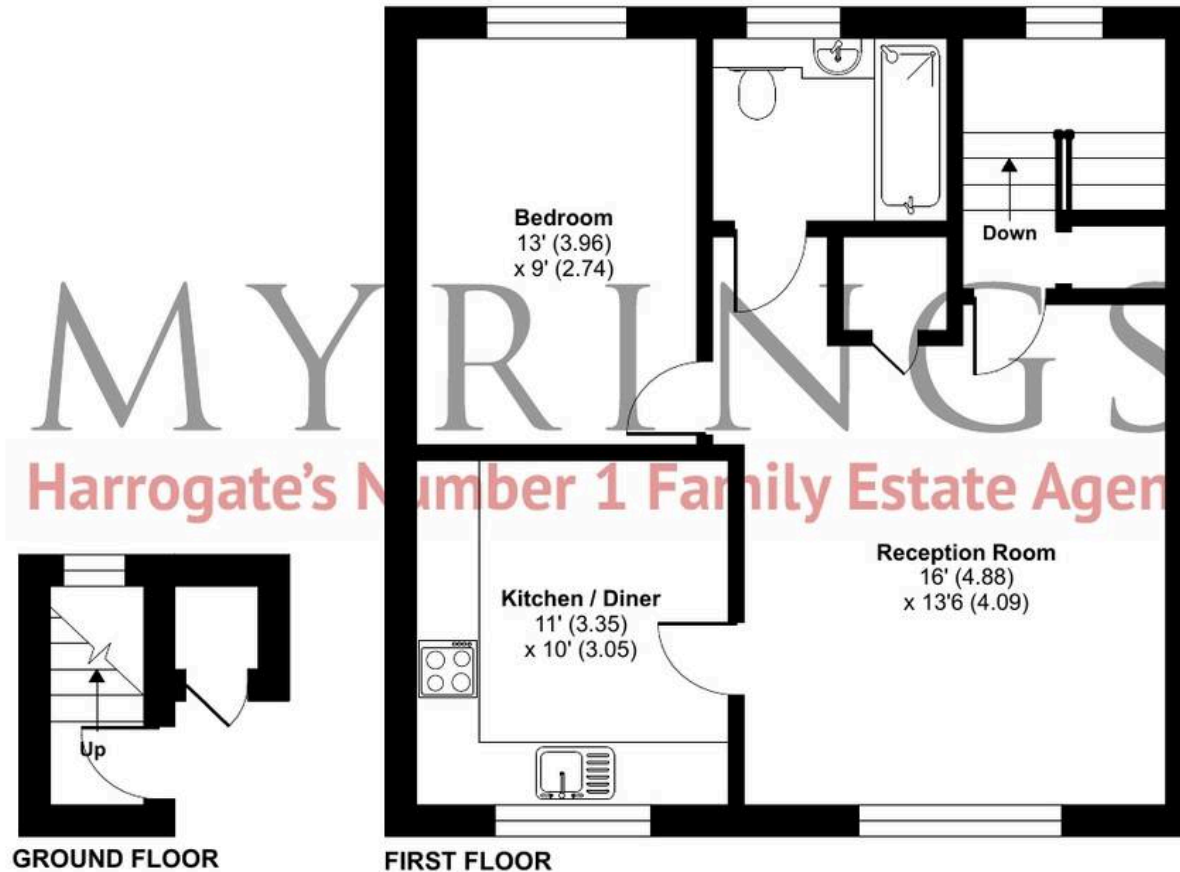 Bedroom
13' (3.96)
x 9' (2.74)
Down
MYRINGS
Harrogate's Number 1 Family Estate Agen
Reception Room
16' (4.88)
x 13'6 (4.09)
Kitchen / Diner
11' (3.35)
x 10' (3.05)
Up
GROUND FLOOR
FIRST FLOOR